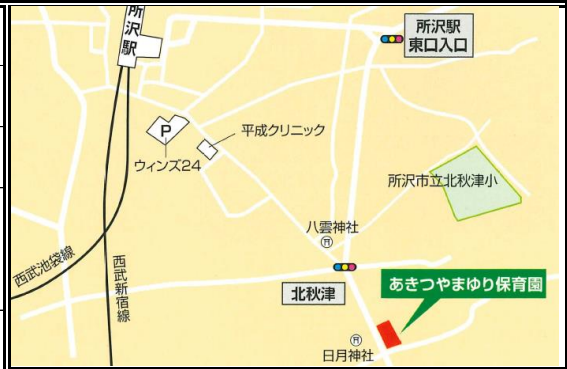 所沢駅
所沢駅
東口入口
P
平成クリニック
ウィンズ24
所沢市立北秋津小
八雲神社
西武池袋線
西武新宿線
北秋津
あきつやまゆり保育園
日月神社